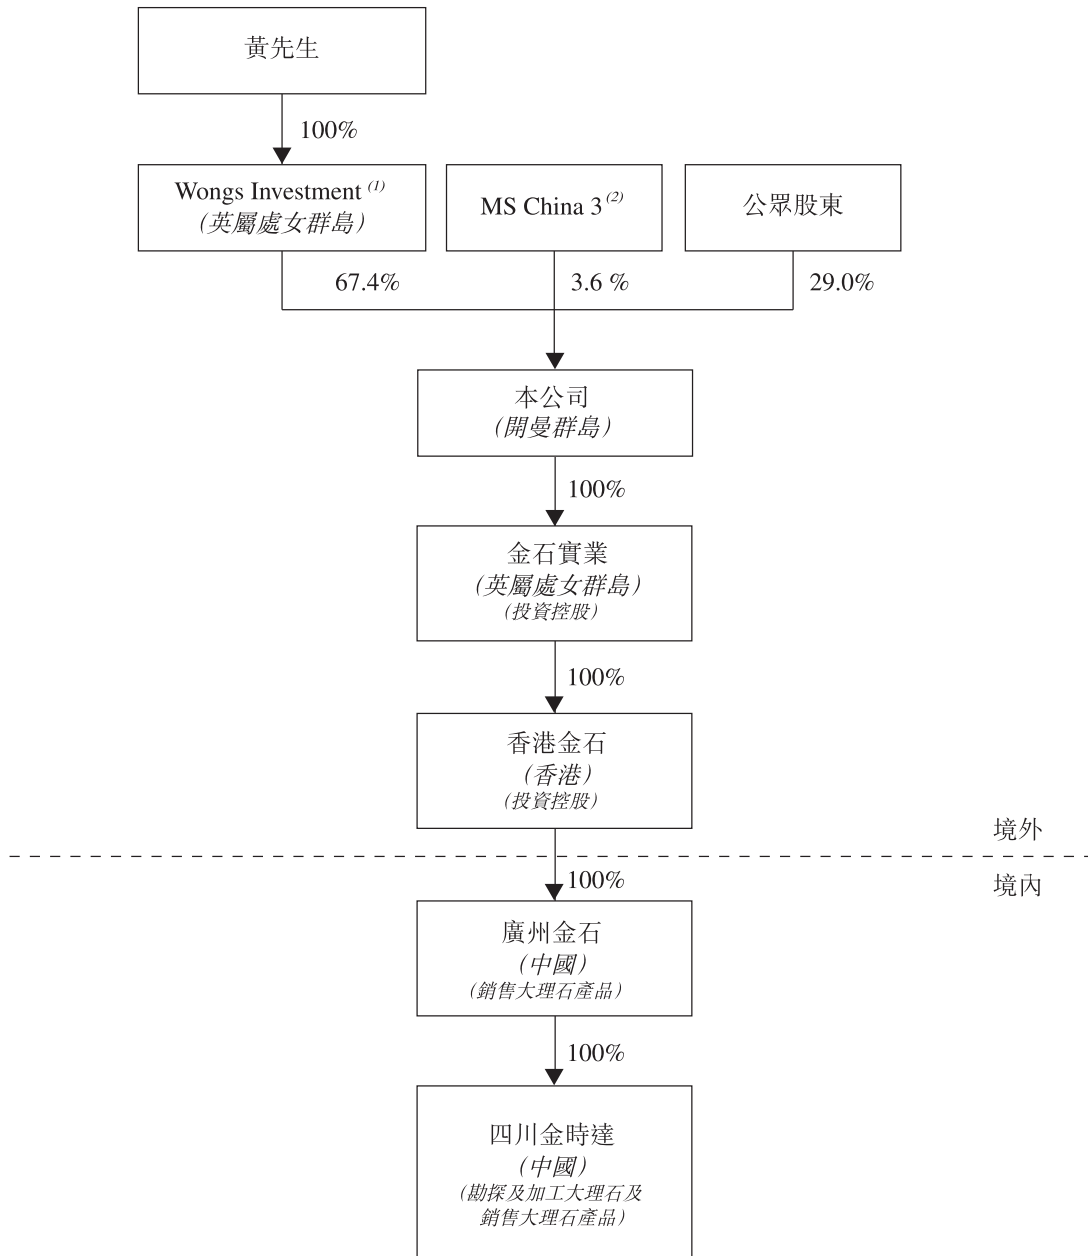 黃先生
100%
Wongs Investment (1)
（英屬處女群島）
MS China 3 (2)
公眾股東
67.4%
3.6 %
29.0%
本公司
（開曼群島）
100%
金石實業
（英屬處女群島）
（投資控股）
100%
香港金石
（香港）
（投資控股）
境外
100%
境內
廣州金石
（中國）
（銷售大理石產品）
100%
四川金時達
（中國）
（勘探及加工大理石及
銷售大理石產品）